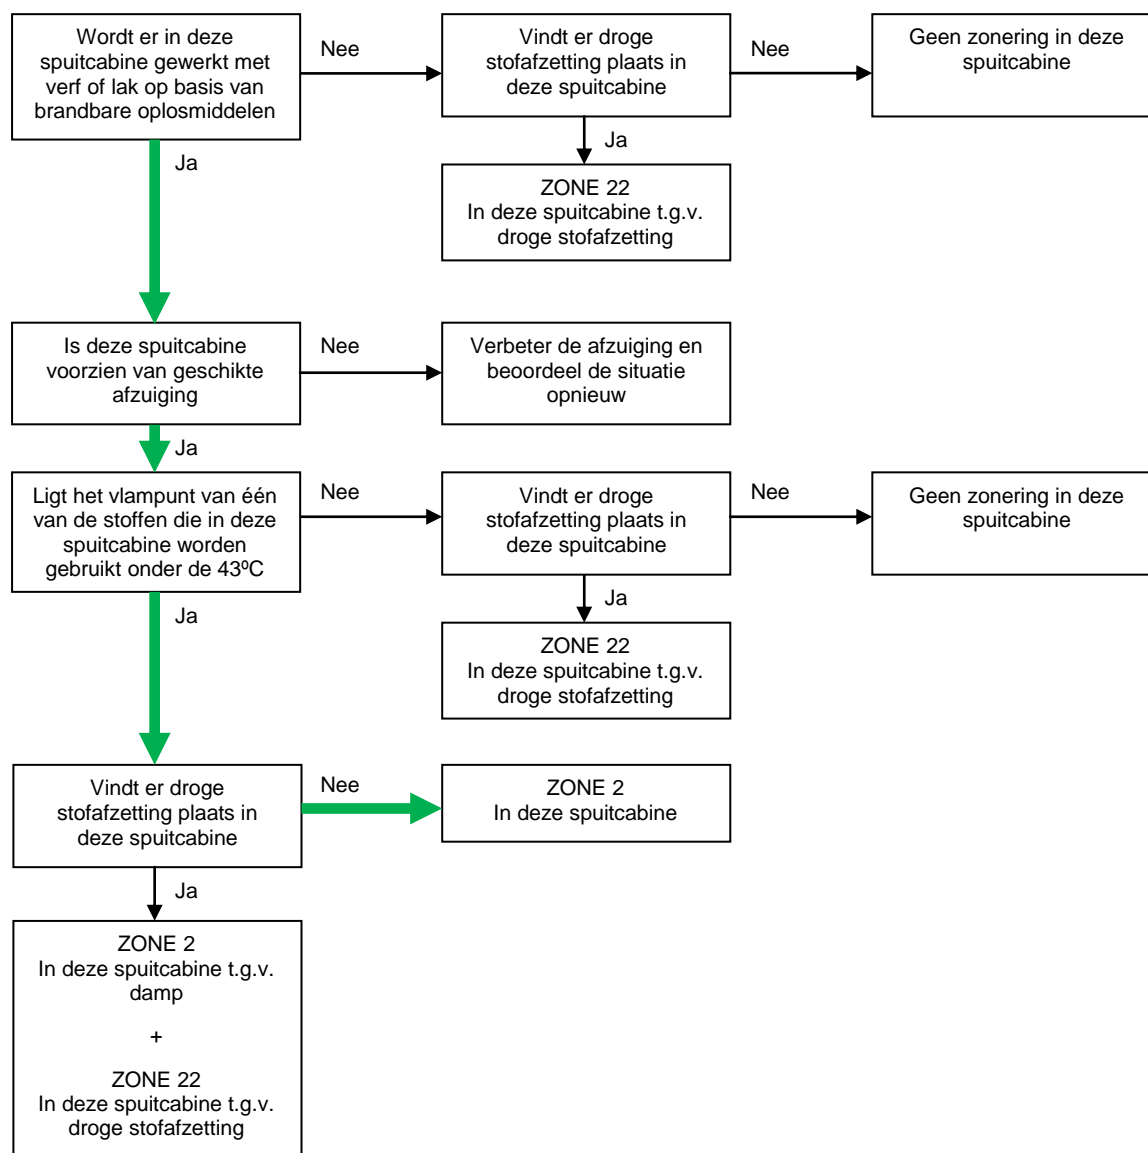 Wordt er in deze
spuitcabine gewerkt met
verf of lak op basis van
brandbare oplosmiddelen
Nee
Vindt er droge
stofafzetting plaats in
deze spuitcabine
Nee
Geen zonering in deze
spuitcabine
Ja
Ja
ZONE 22
In deze spuitcabine t.g.v.
droge stofafzetting
Is deze spuitcabine
voorzien van geschikte
afzuiging
Nee
Verbeter de afzuiging en
beoordeel de situatie
opnieuw
Ja
Ligt het vlampunt van één
van de stoffen die in deze
spuitcabine worden
gebruikt onder de 43ºC
Nee
Vindt er droge
stofafzetting plaats in
deze spuitcabine
Nee
Geen zonering in deze
spuitcabine
Ja
Ja
ZONE 22
In deze spuitcabine t.g.v.
droge stofafzetting
Vindt er droge
stofafzetting plaats in
deze spuitcabine
Nee
ZONE 2
In deze spuitcabine
Ja
ZONE 2
In deze spuitcabine t.g.v.
damp
+
ZONE 22
In deze spuitcabine t.g.v.
droge stofafzetting